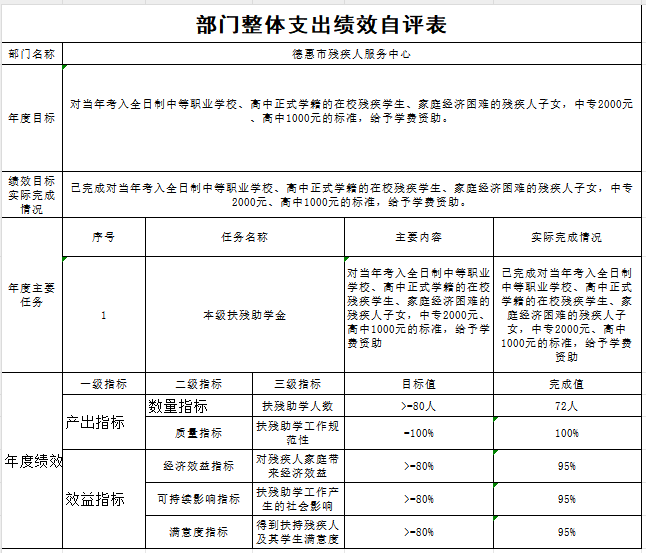 部门整体支出绩效自评表
部门名称
德惠市残疾人服务中心
年度目标
对当年考入全日制中等职业学校、高中正式学籍的在校残疾学生、家庭经济困难的残疾人子女，中专2000元
、高中1000元的标准，给予学费资助。
绩效目标
实际完成
情况
已完成对当年考入全日制中等职业学校、高中正式学籍的在校残疾学生、家庭经济困难的残疾人子女，中专
2000元、高中1000元的标准，给予学费资助。
年度主要
任务
序号
任务名称
主要内容
实际完成情况
1
本级扶残助学金
对当年考入全日制中等职业
学校、高中正式学籍的在校
残疾学生、家庭经济困难的
残疾人子女，中专2000元、
高中1000元的标准，给予学
费资助
已完成对当年考入全日制
中等职业学校、高中正式
学籍的在校残疾学生、家
庭经济困难的残疾人子
女，中专2000元、高中
1000元的标准，给予学费
资助
年度绩效
一级指标
二级指标
三级指标
目标值
完成值
产出指标
数量指标
扶残助学人数
>=80人
72人
质量指标
扶残助学工作规
范性
=100%
100%
效益指标
经济效益指标
对残疾人家庭带
来经济效益
>=80%
95%
可持续影响指标
扶残助学工作产
生的社会影响
>=80%
95%
满意度指标
得到扶持残疾人
及其学生满意度
>=80%
95%